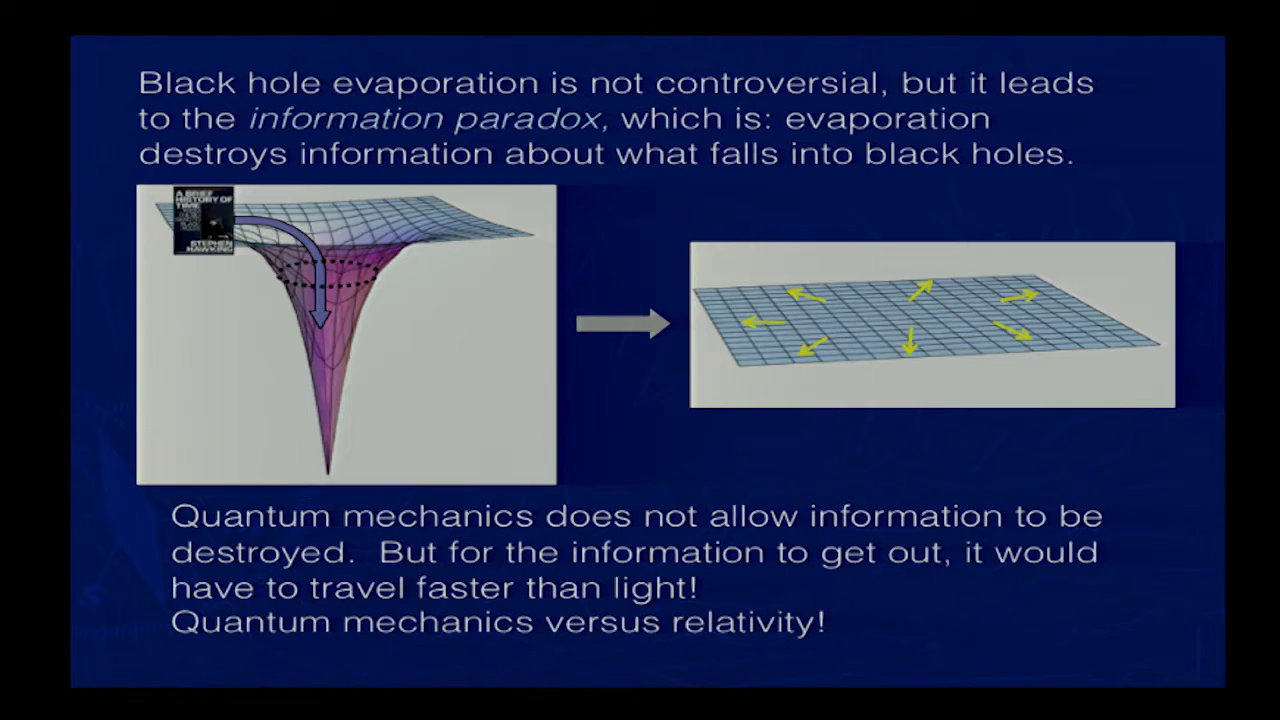 Black hole evaporation is not controversial, but it leads
to the information paradox, which is: evaporation
destroys information about what falls into black holes.
A BRIEF
HISTORY OF
TIME
STEPHEN
HAWKING
Quantum mechanics does not allow information to be
destroyed. But for the information to get out, it would
have to travel faster than light!
Quantum mechanics versus relativity!